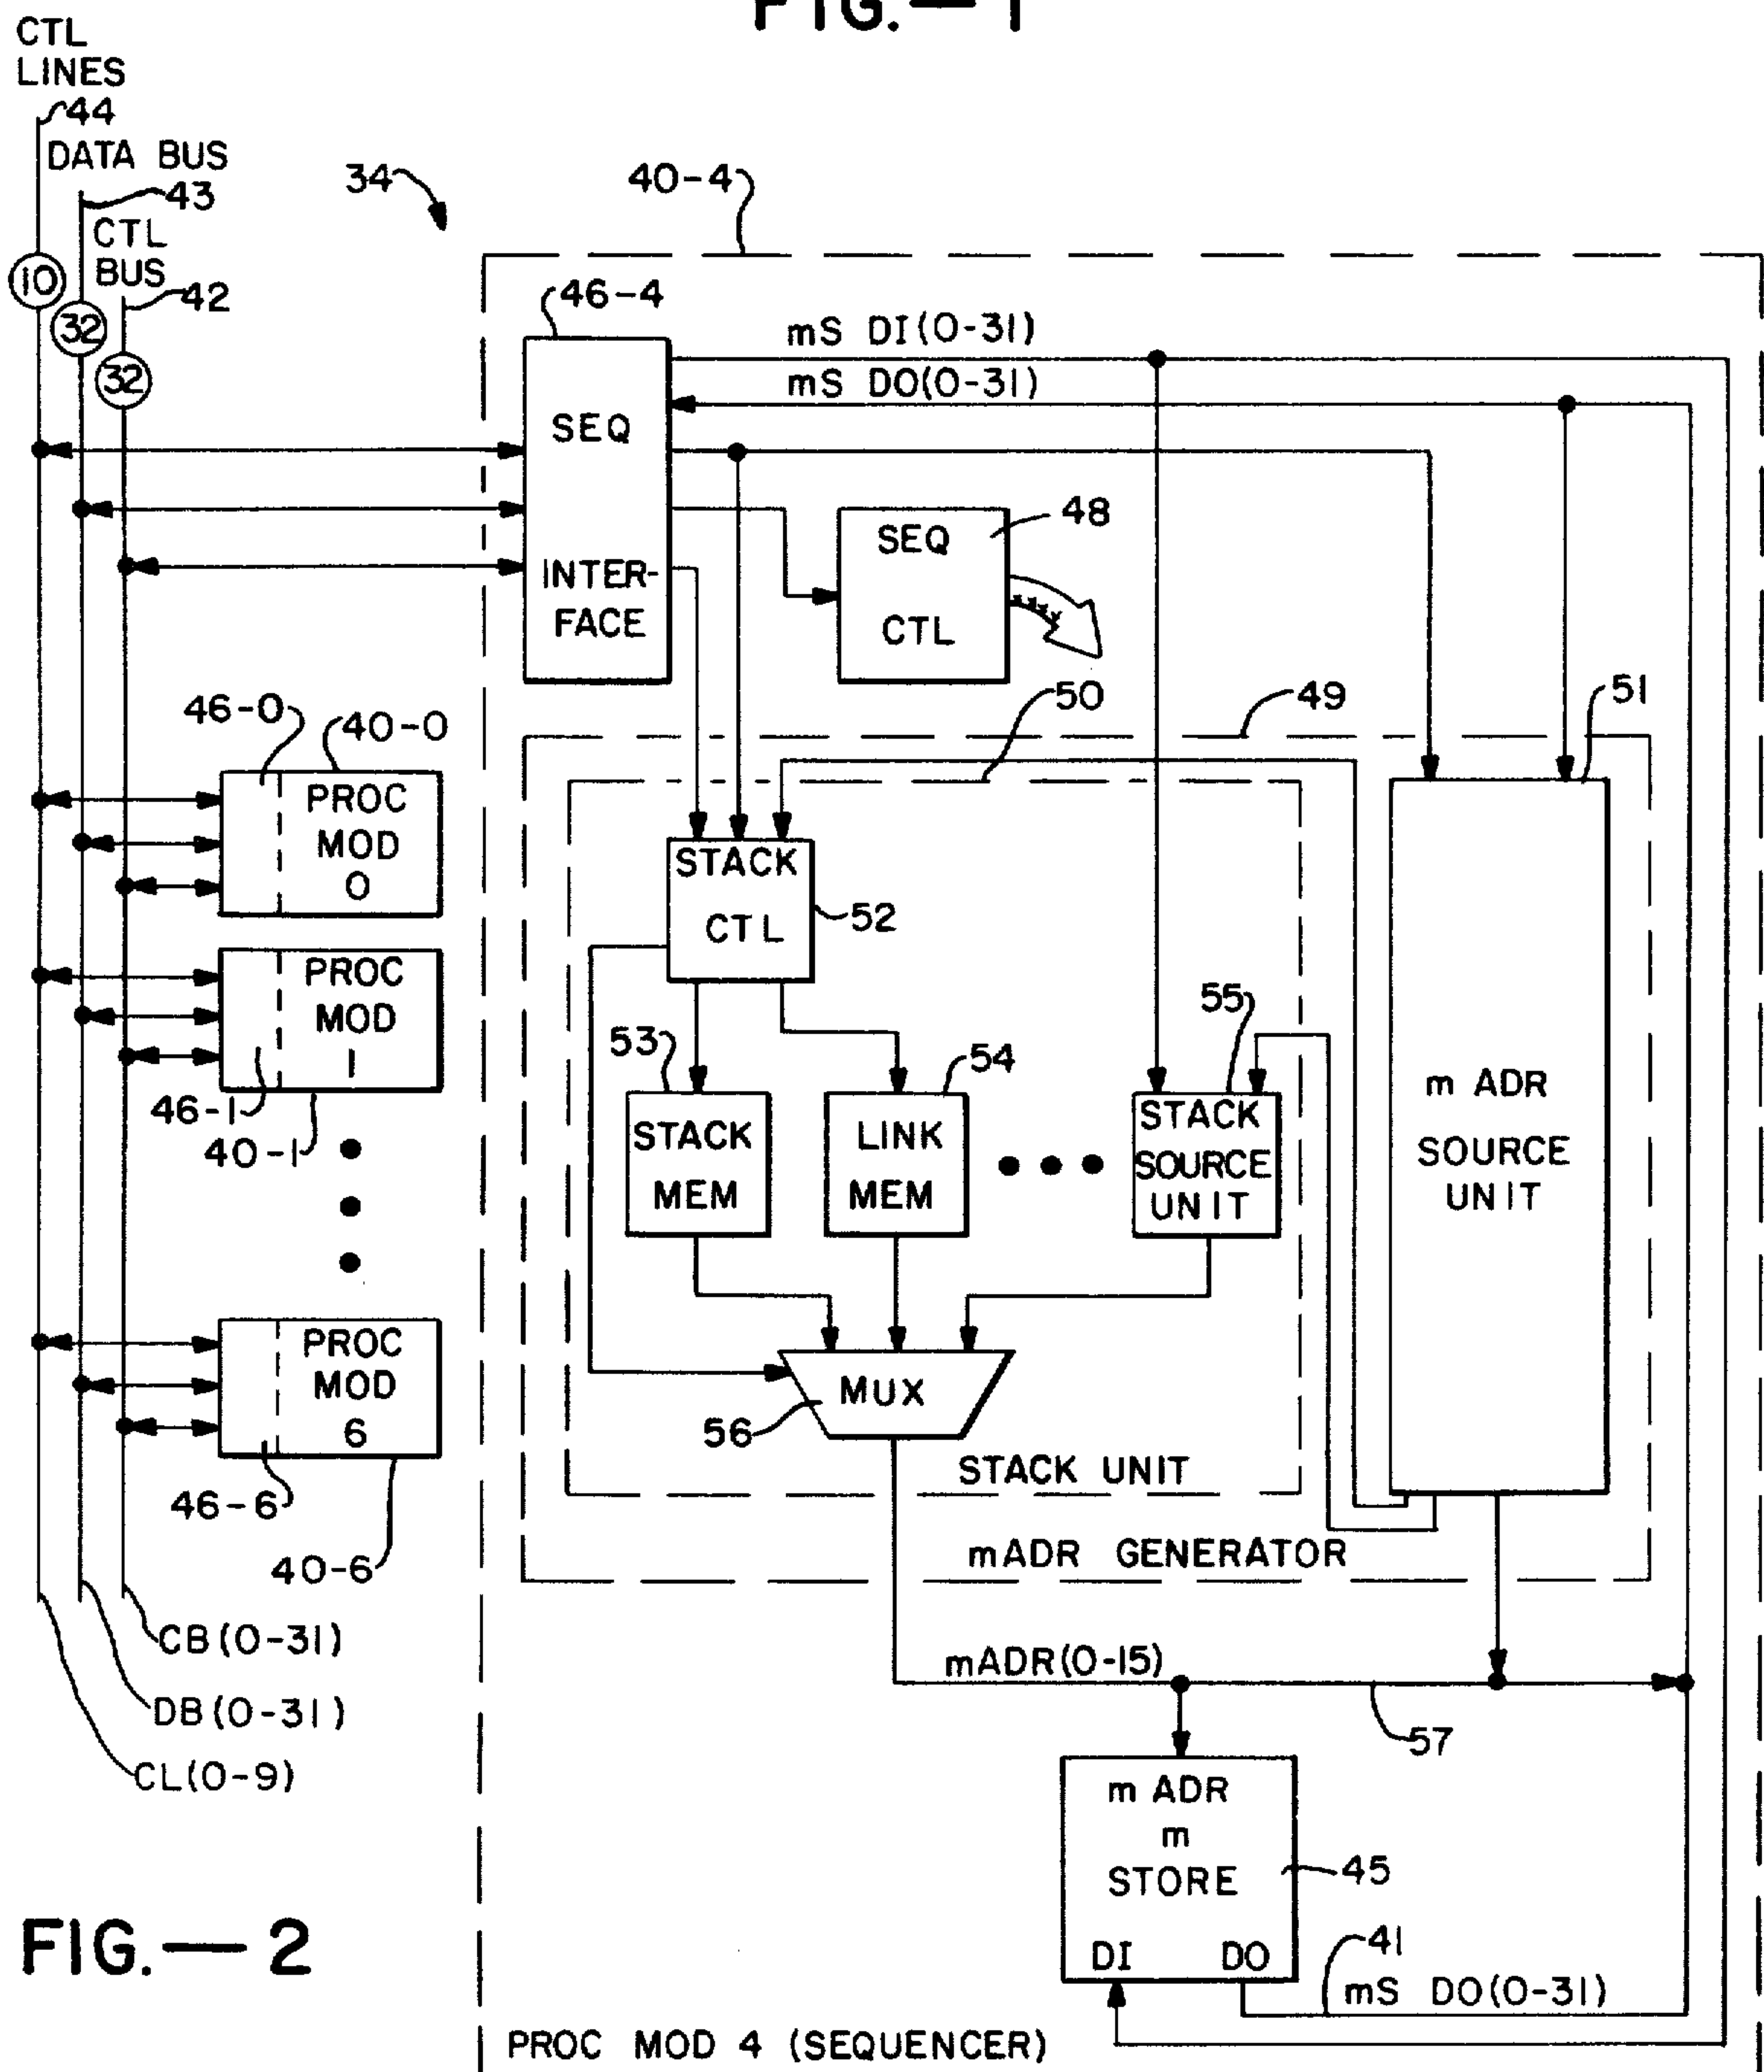 FIG.—1
CTL
LINES
44
DATA BUS
43
CTL
BUS
42
10
32
32
34
40-4
46-4
mS DI(0-31)
mS DO(0-31)
SEQ
INTER-
FACE
SEQ
CTL
48
50
49
51
46-0
40-0
PROC
MOD
0
PROC
MOD
1
46-1
40-1
PROC
MOD
6
46-6
40-6
STACK
CTL
52
53
54
55
STACK
MEM
LINK
MEM
STACK
SOURCE
UNIT
m ADR
SOURCE
UNIT
MUX
56
STACK UNIT
mADR GENERATOR
CB(0-31)
DB(0-31)
CL(0-9)
mADR(0-15)
57
m ADR
m
STORE
45
DI
DO
41
mS DO(0-31)
FIG.—2
PROC MOD 4 (SEQUENCER)